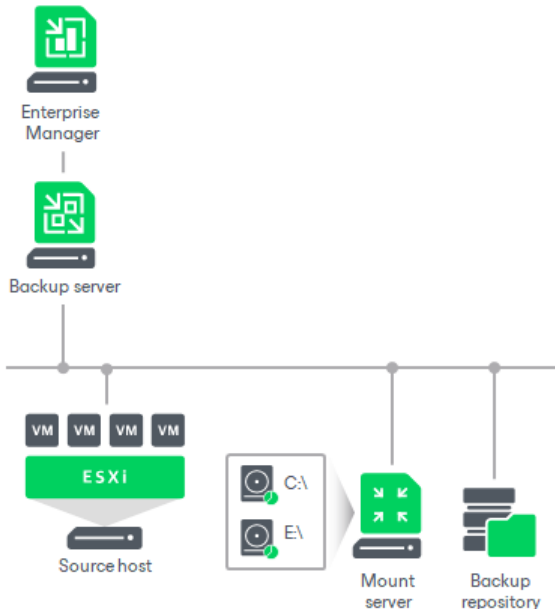 Enterprise
Manager
Backup server
VM VM VM VM
ESXi
Source host
C:\
E:\
Mount
server
Backup
repository